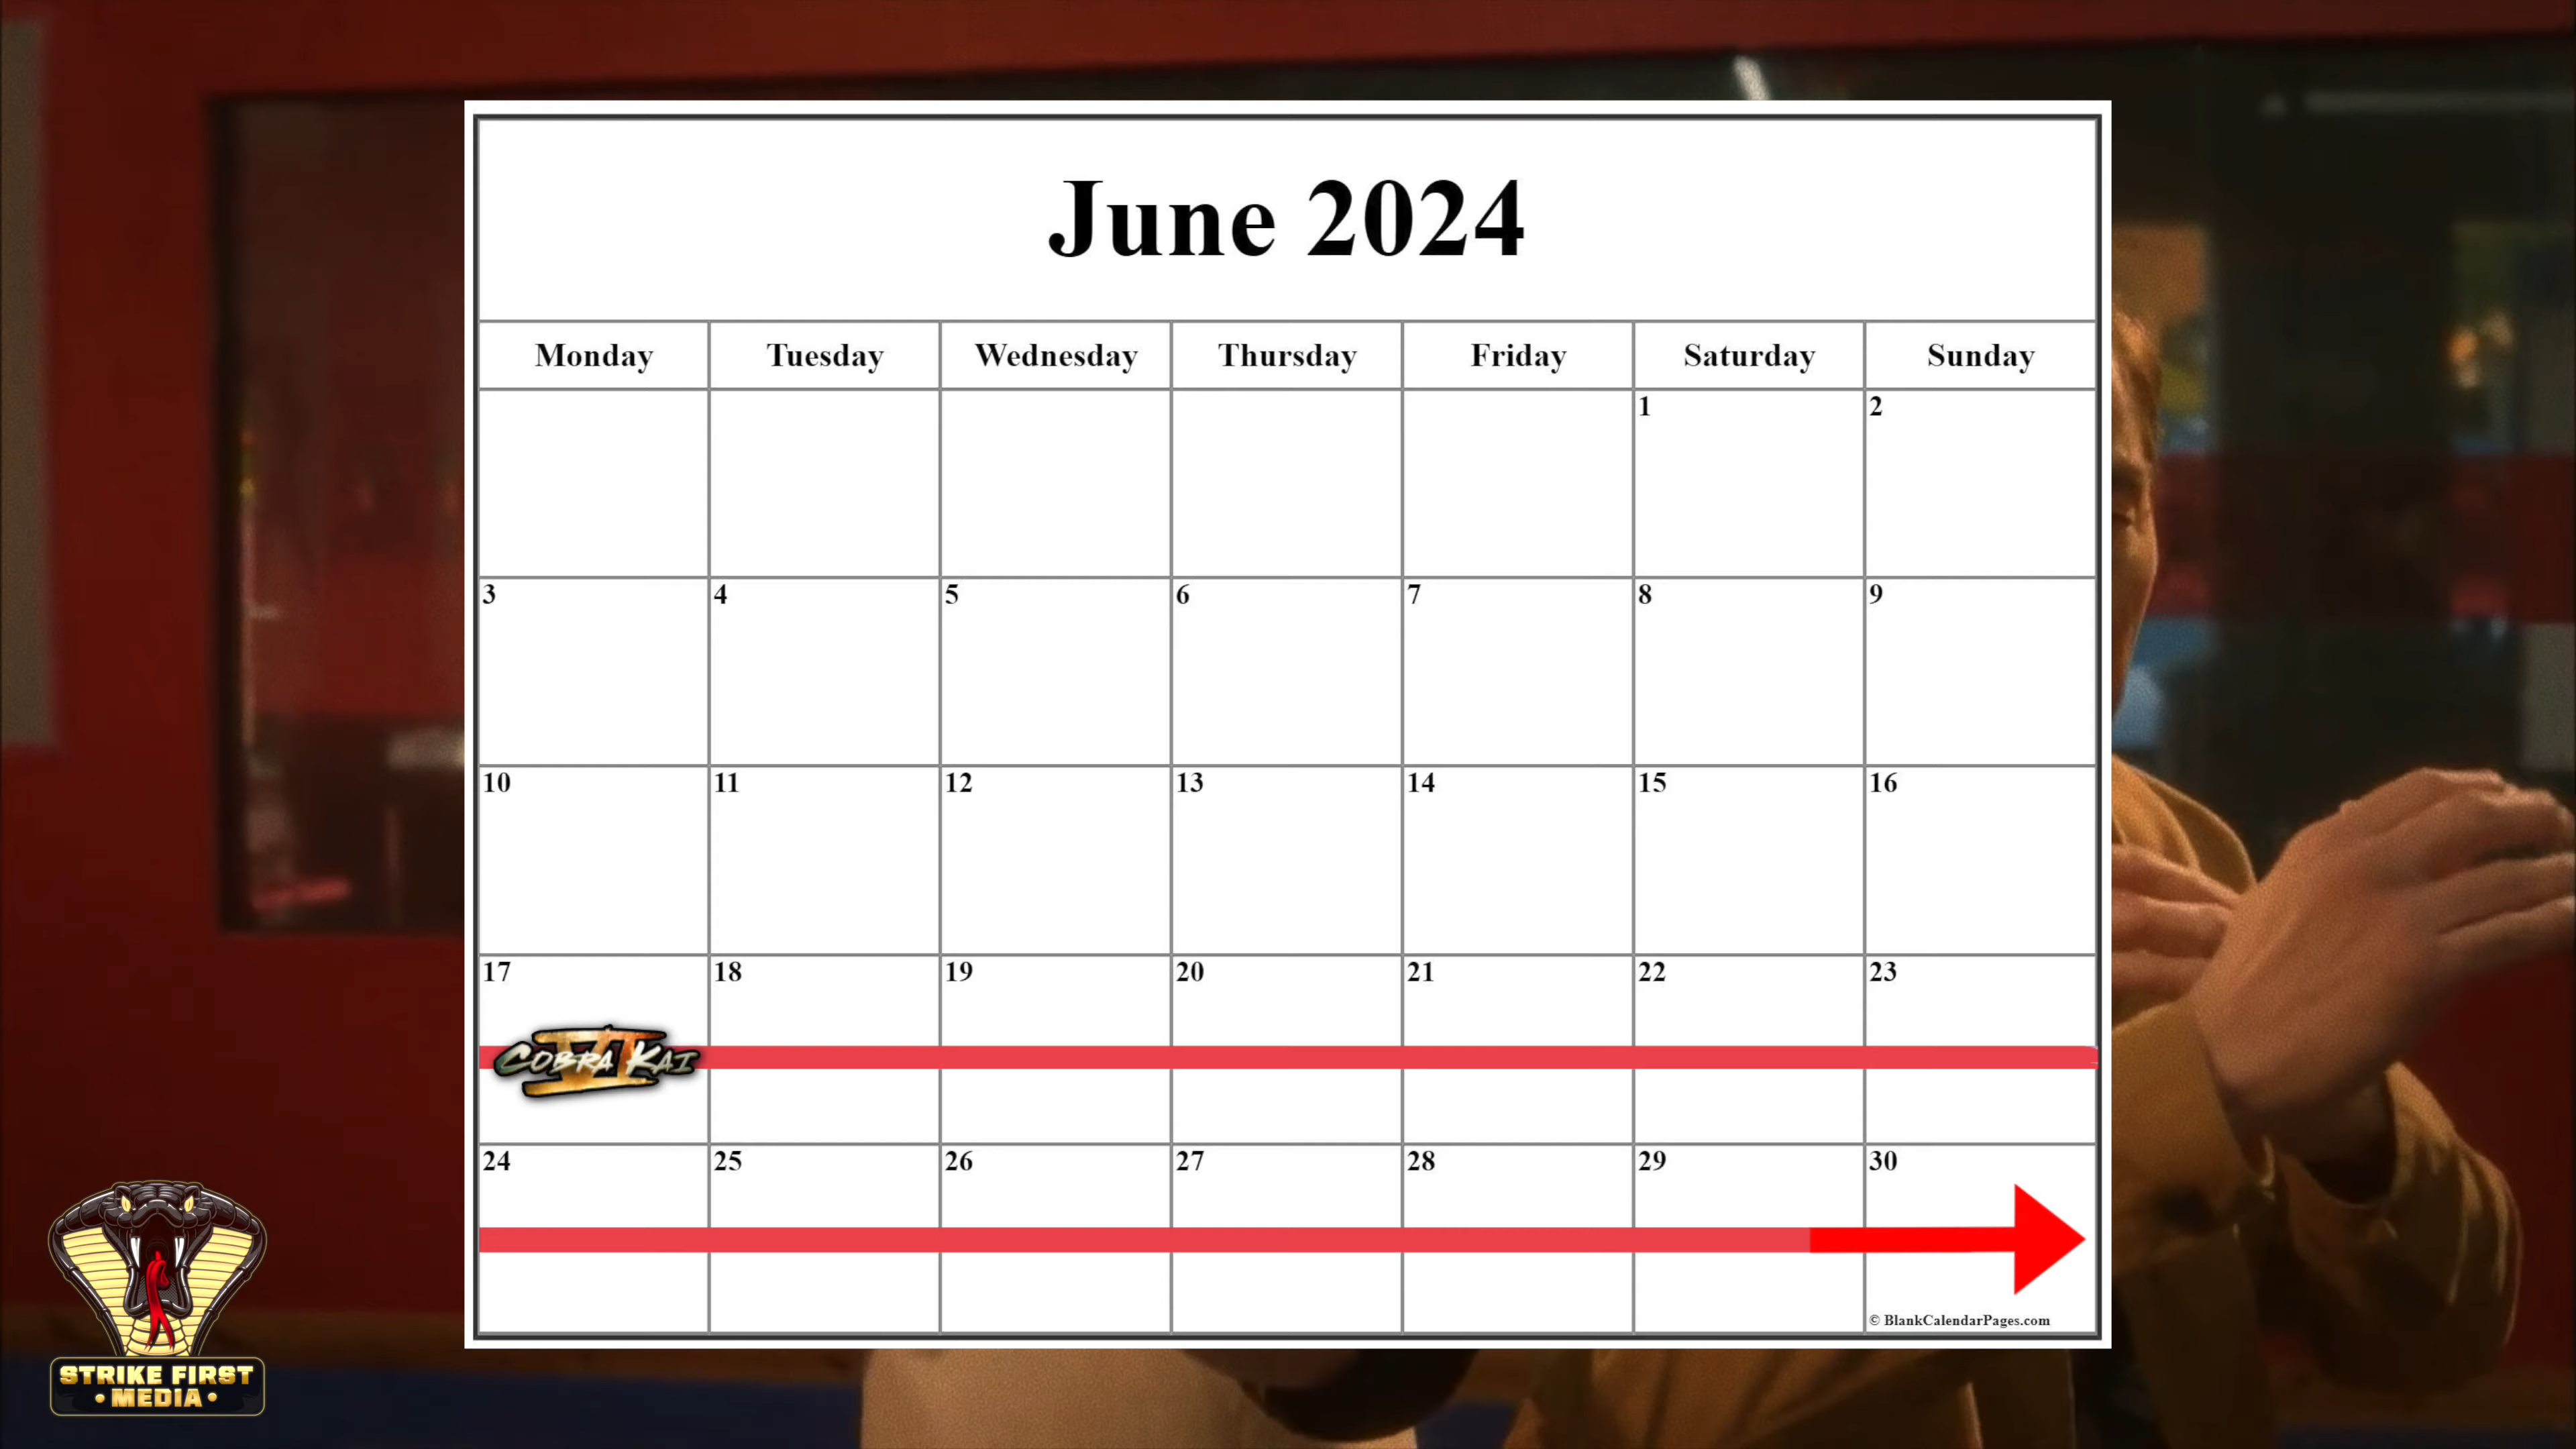 June 2024
Monday Tuesday Wednesday Thursday Friday Saturday Sunday
1 2
3 4 5 6 7 8 9
10 11 12 13 14 15 16
17 18 19 20 21 22 23
VI
COBRA KAI
24 25 26 27 28 29 30
© BlankCalendarPages.com
STRIKE FIRST
• MEDIA •